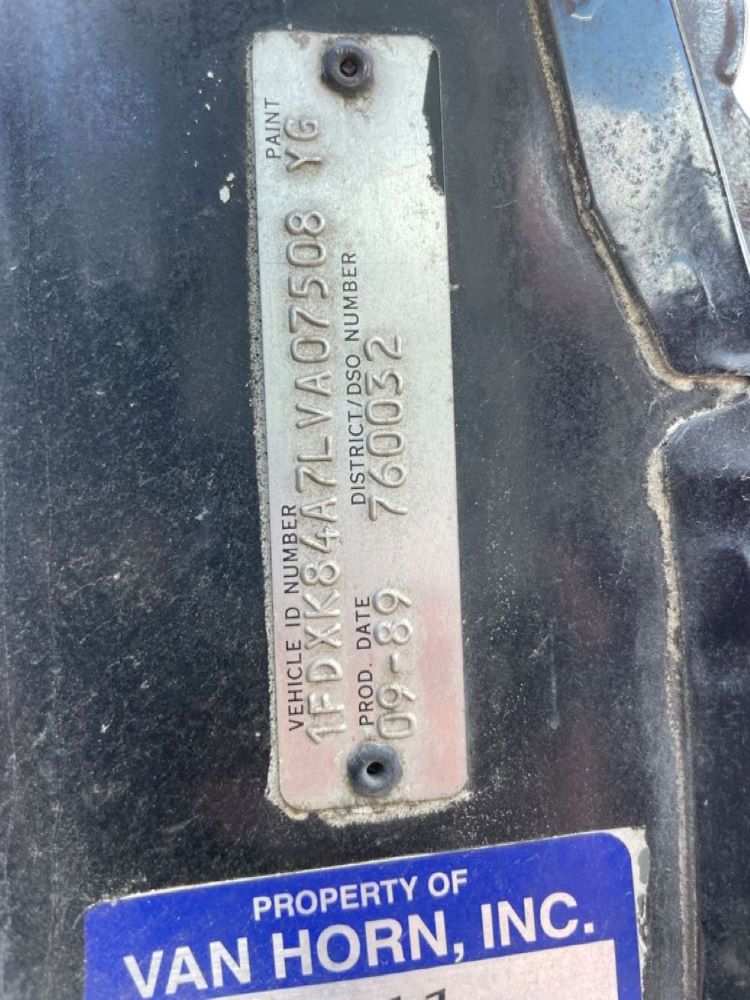 VEHICLE ID NUMBER PAINT
1FDXK84A7LVA07508 YG
PROD. DATE DISTRICT/DSO NUMBER
09-89 760032
PROPERTY OF
VAN HORN, INC.